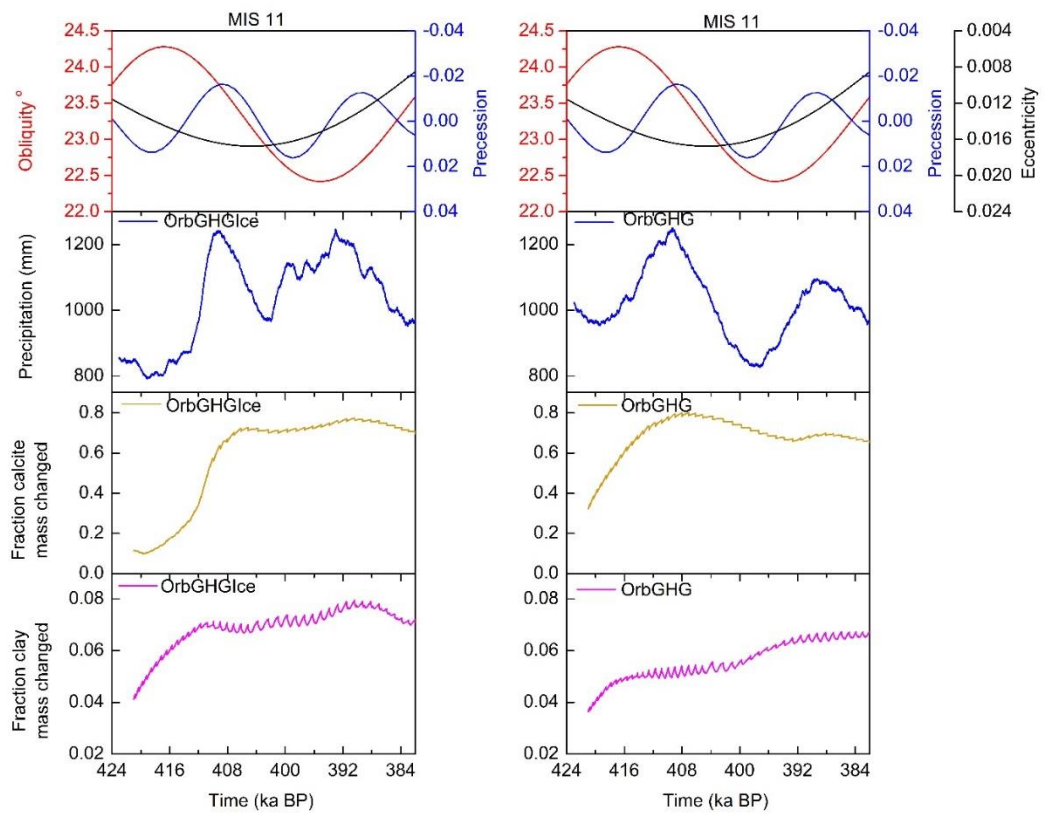 MIS 11
MIS 11
24.5
24.0
23.5
23.0
22.5
22.0
Obliquity °
-0.04
-0.02
0.00
0.02
0.04
Precession
24.5
24.0
23.5
23.0
22.5
22.0
-0.04
-0.02
0.00
0.02
0.04
Precession
0.004
0.008
0.012
0.016
0.020
0.024
Eccentricity
OrbGHGIce
OrbGHG
1200
1000
800
Precipitation (mm)
1200
1000
800
OrbGHGIce
OrbGHG
0.8
0.6
0.4
0.2
0.0
Fraction calcite
mass changed
0.8
0.6
0.4
0.2
0.0
OrbGHGIce
OrbGHG
0.08
0.06
0.04
0.02
Fraction clay
mass changed
0.08
0.06
0.04
0.02
424 416 408 400 392 384
424 416 408 400 392 384
Time (ka BP)
Time (ka BP)